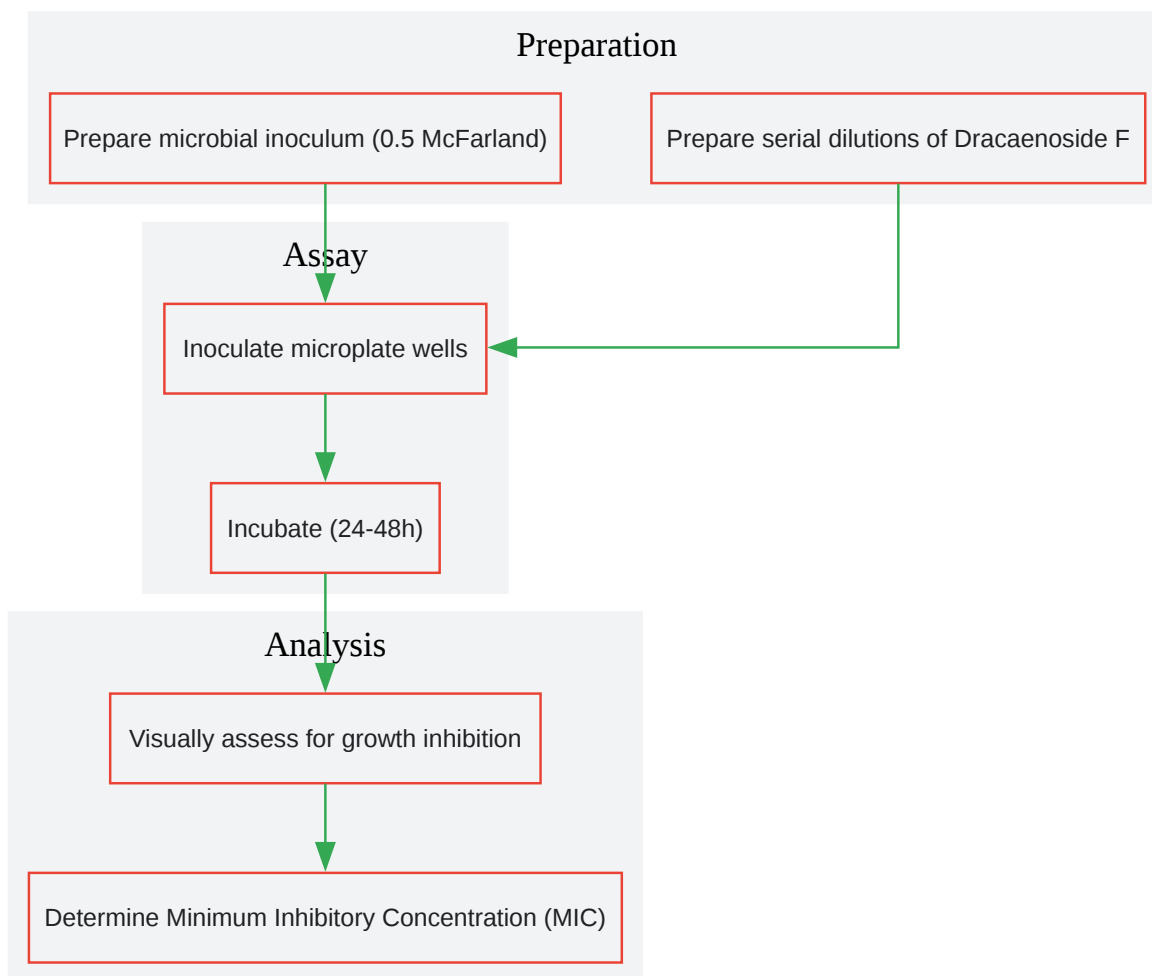 Preparation
Prepare microbial inoculum (0.5 McFarland)
Prepare serial dilutions of Dracaenoside F
Assay
Inoculate microplate wells
Incubate (24-48h)
Analysis
Visually assess for growth inhibition
Determine Minimum Inhibitory Concentration (MIC)